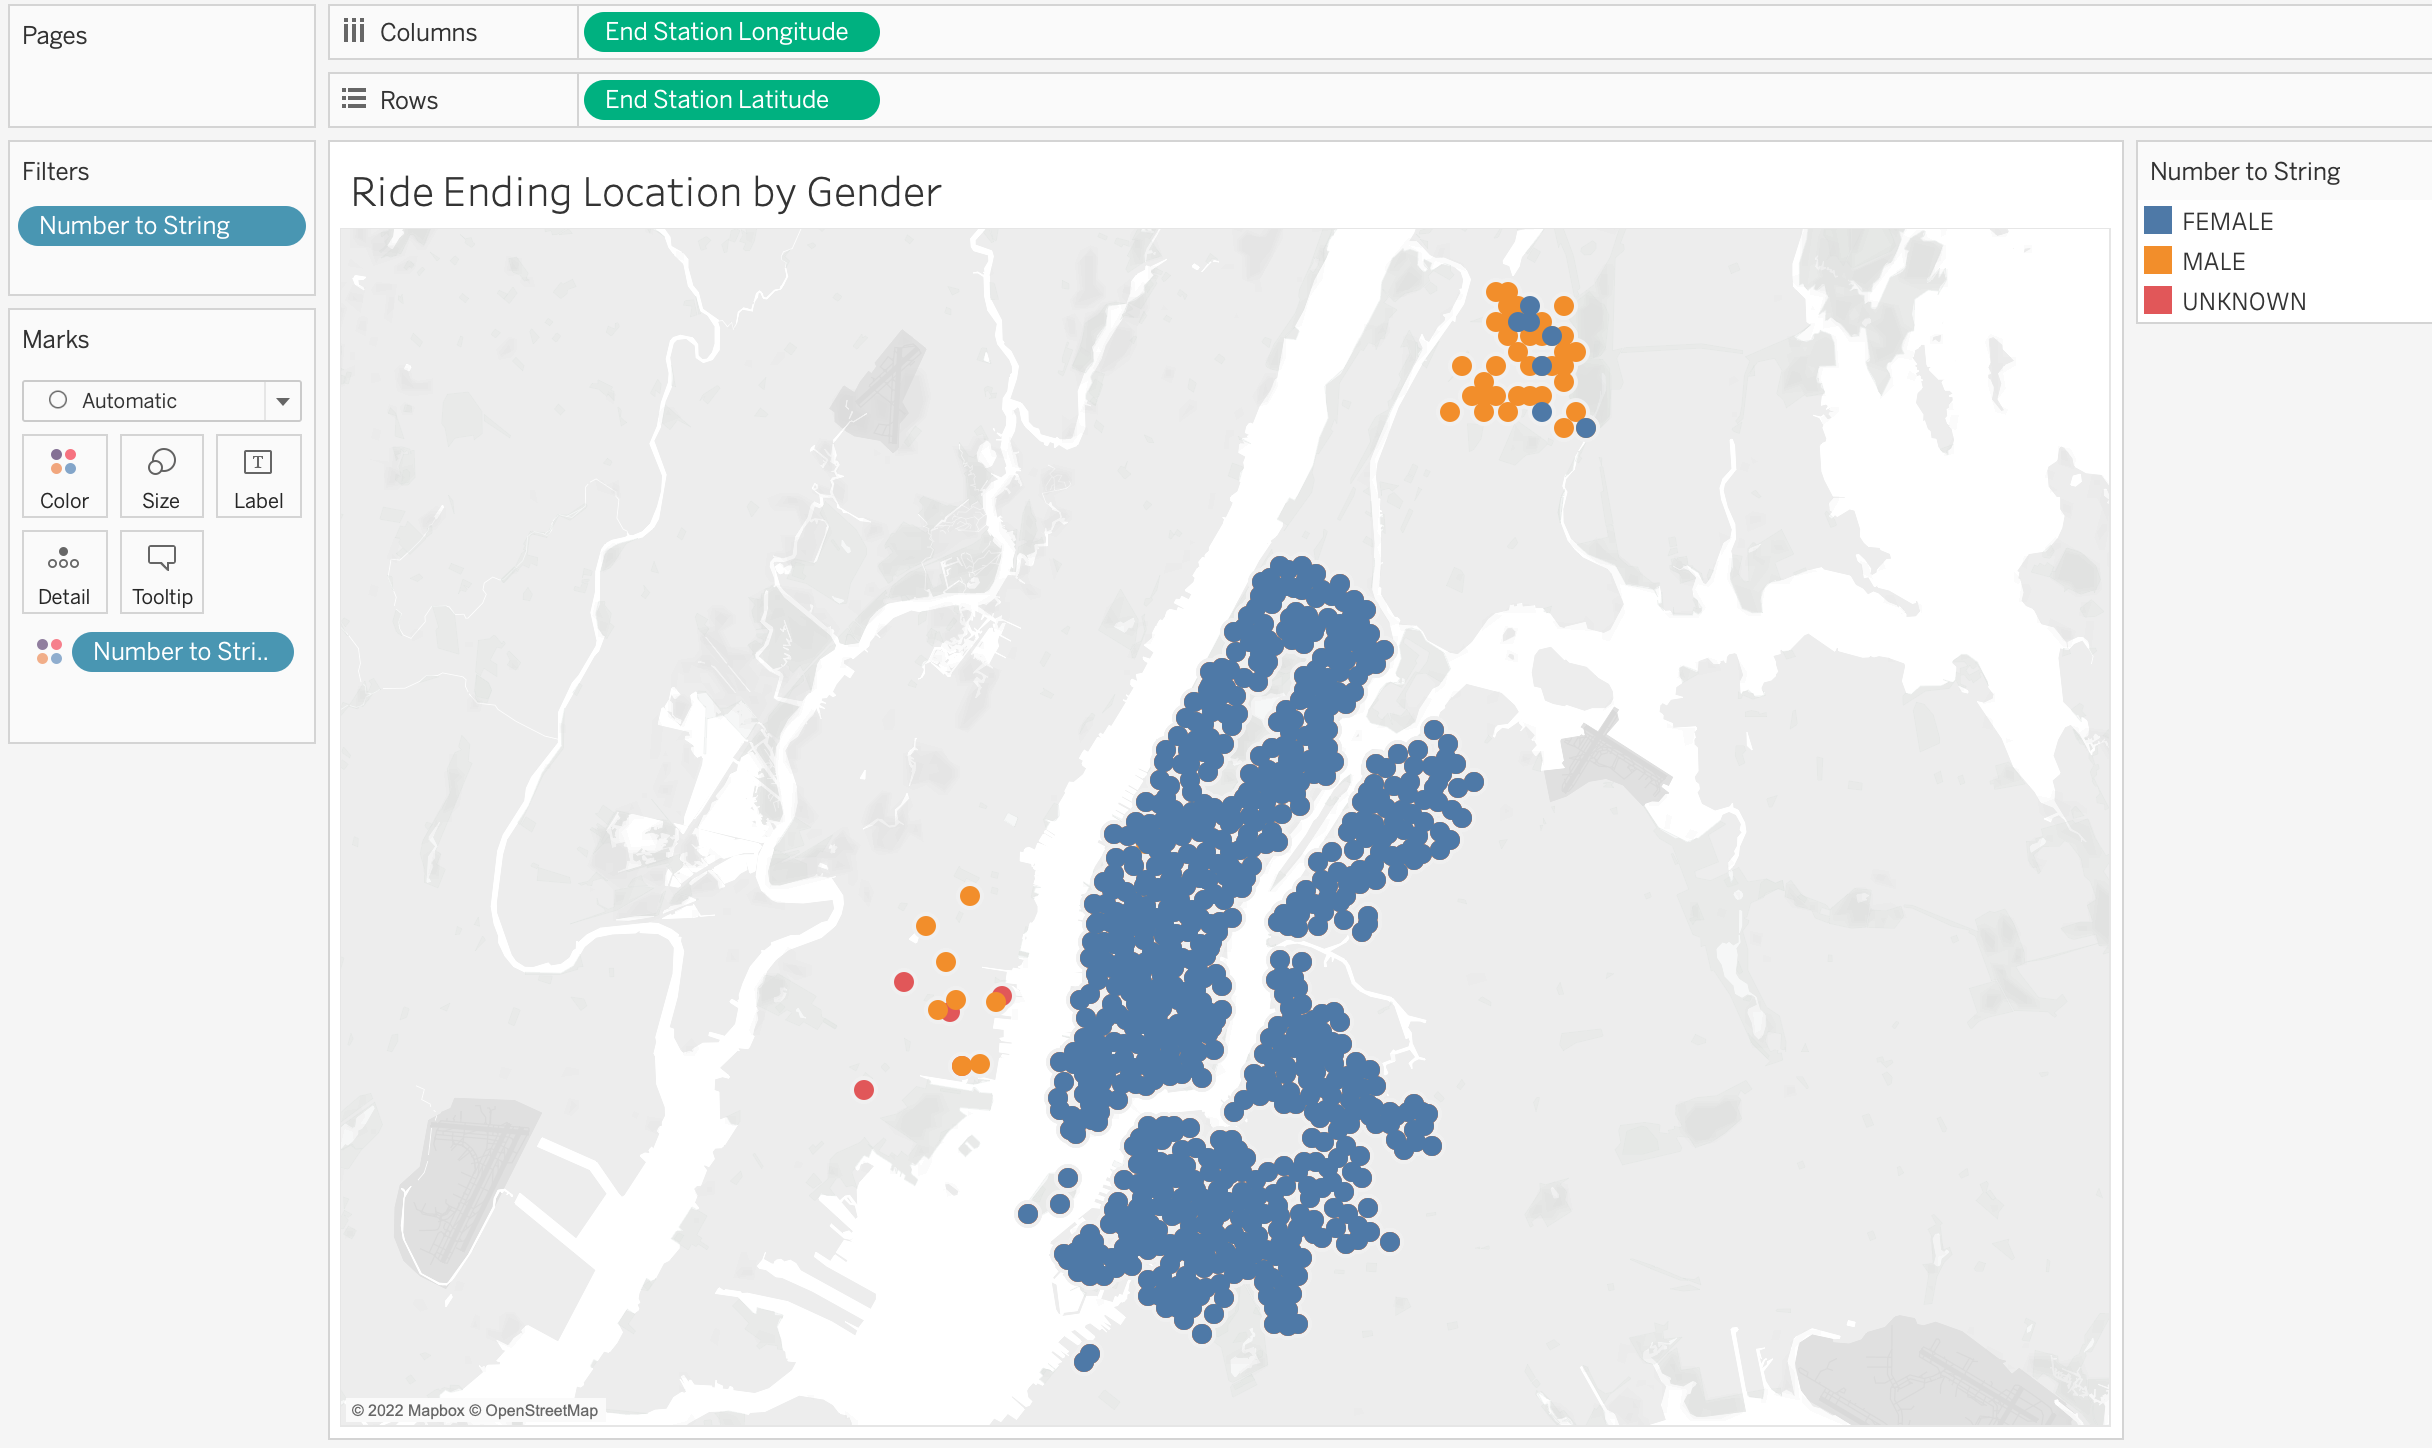 Pages
Columns
End Station Longitude
Rows
End Station Latitude
Filters
Number to String
Marks
Automatic
Color
Size
T
Label
Detail
Tooltip
Number to Stri..
Ride Ending Location by Gender
© 2022 Mapbox © OpenStreetMap
Number to String
FEMALE
MALE
UNKNOWN